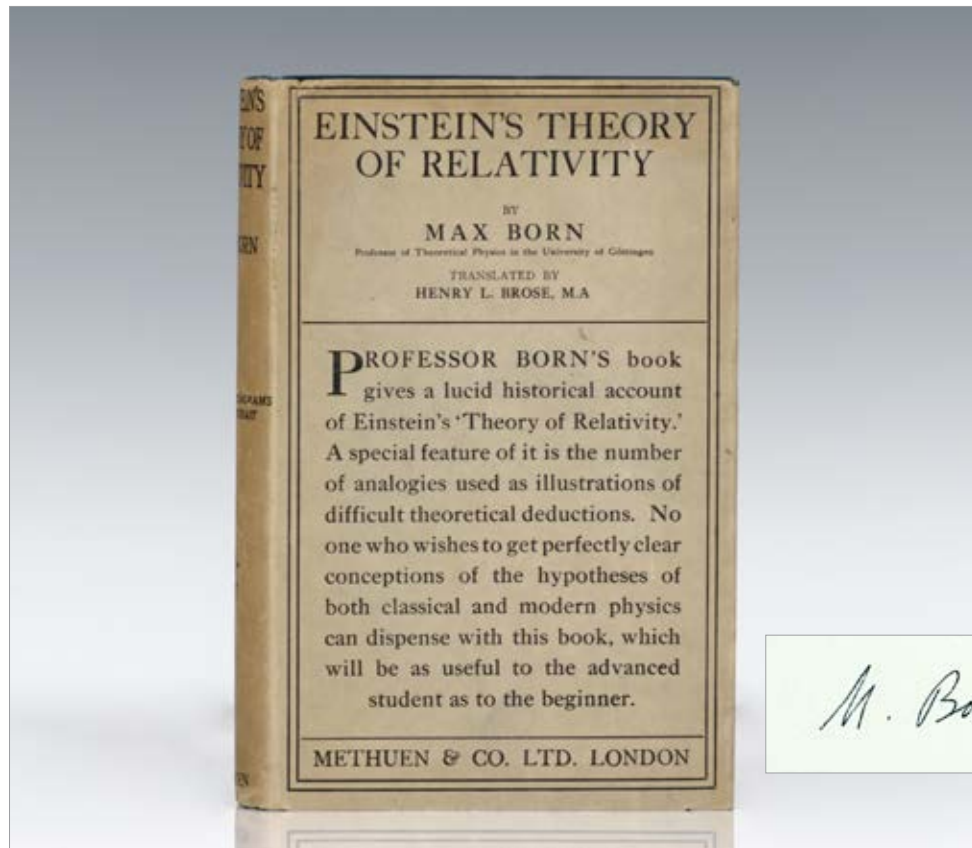 EINSTEIN'S THEORY
OF RELATIVITY
BY
MAX BORN
Professor of Theoretical Physics in the University of Göttingen
TRANSLATED BY
HENRY L. BROSE, M.A
PROFESSOR BORN'S book
gives a lucid historical account
of Einstein's 'Theory of Relativity.'
A special feature of it is the number
of analogies used as illustrations of
difficult theoretical deductions. No
one who wishes to get perfectly clear
conceptions of the hypotheses of
both classical and modern physics
can dispense with this book, which
will be as useful to the advanced
student as to the beginner.
METHUEN & CO. LTD. LONDON
M. Bo